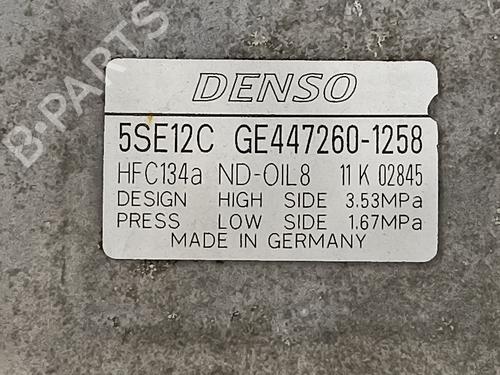 B-PARTS
DENSO
5SE12C GE447260-1258
HFC134a ND-OIL8 11 K 02845
DESIGN HIGH SIDE 3.53MPa
PRESS LOW SIDE 1.67MPa
MADE IN GERMANY